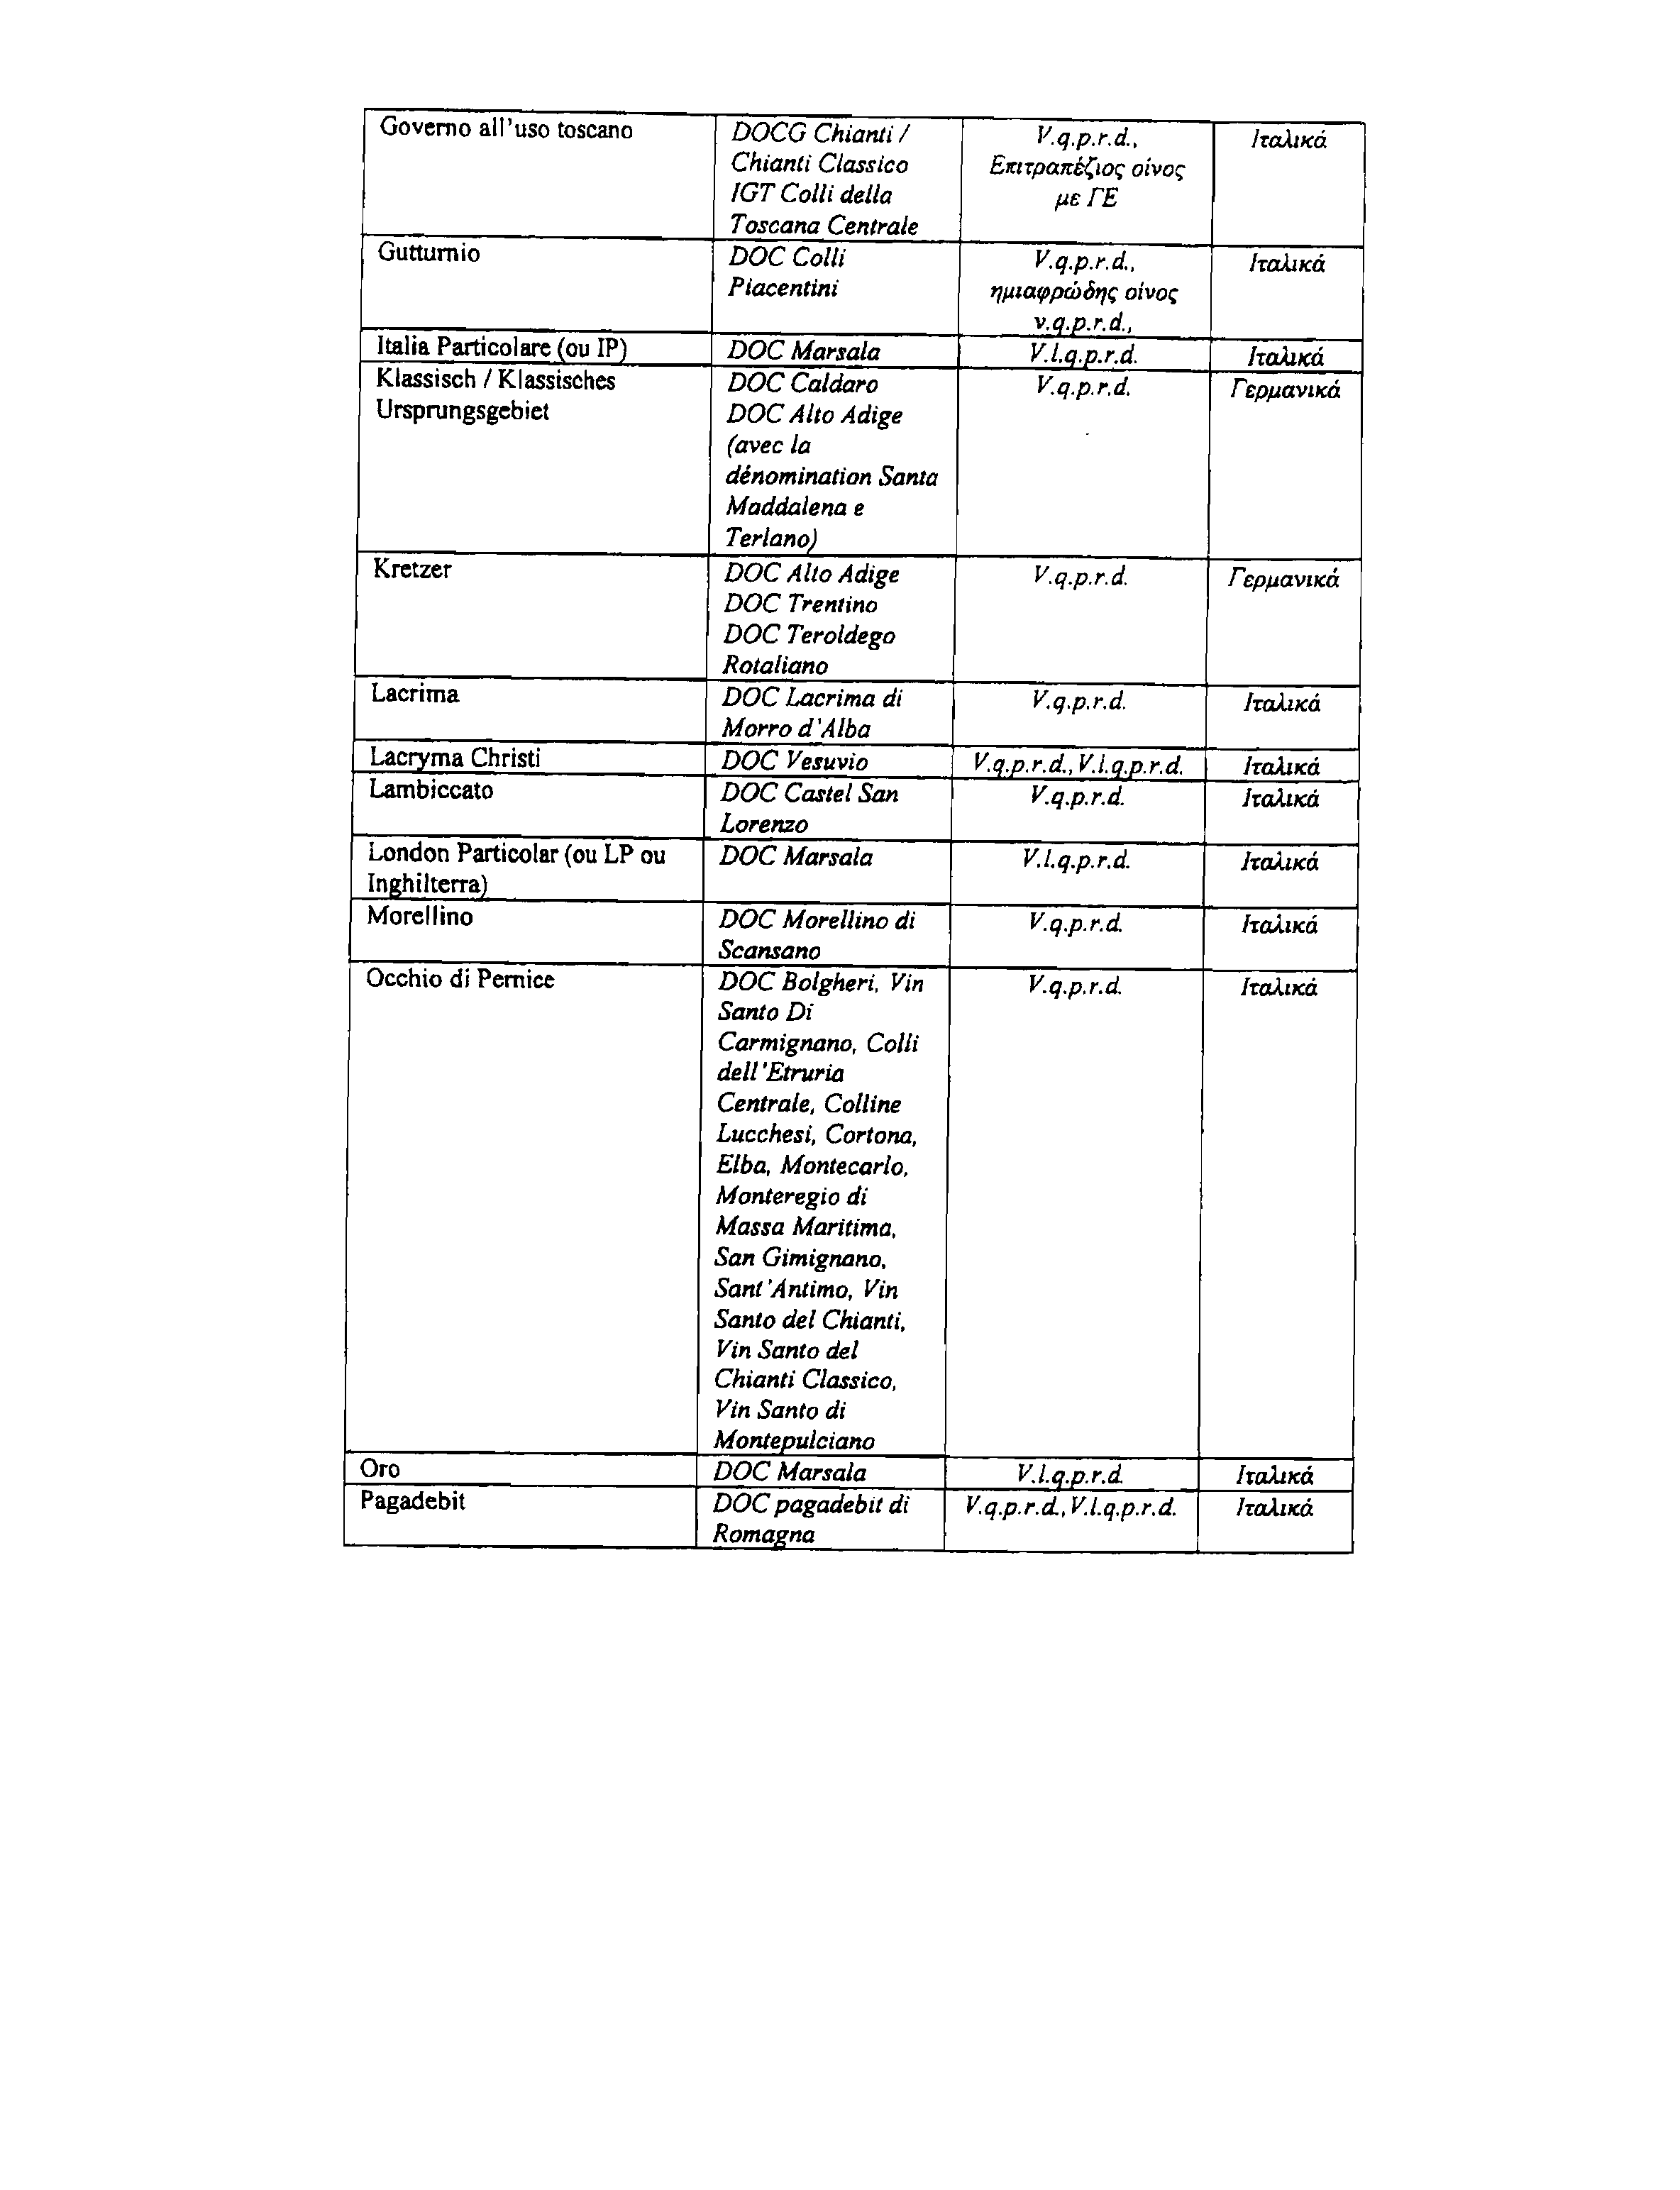 Governo all'uso toscano
DOCG Chianti /
Chianti Classico
IGT Colli della
Toscana Centrale
V.q.p.r.d.,
Επιτραπέζιος οίνος
με ΓΕ
Ιταλικά
Gutturnio
DOC Colli
Piacentini
V.q.p.r.d.,
ημιαφρώδης οίνος
v.q.p.r.d.,
Ιταλικά
Italia Particolare (ou IP)
DOC Marsala
V.l.q.p.r.d.
Ιταλικά
Klassisch / Klassisches
Ursprungsgebiet
DOC Caldaro
DOC Alto Adige
(avec la
dénomination Santa
Maddalena e
Terlano)
V.q.p.r.d.
Γερμανικά
Kretzer
DOC Alto Adige
DOC Trentino
DOC Teroldego
Rotaliano
V.q.p.r.d.
Γερμανικά
Lacrima
DOC Lacrima di
Morro d'Alba
V.q.p.r.d.
Ιταλικά
Lacryma Christi
DOC Vesuvio
V.q.p.r.d., V.l.q.p.r.d.
Ιταλικά
Lambiccato
DOC Castel San
Lorenzo
V.q.p.r.d.
Ιταλικά
London Particolar (ou LP ou
Inghilterra)
DOC Marsala
V.l.q.p.r.d.
Ιταλικά
Morellino
DOC Morellino di
Scansano
V.q.p.r.d.
Ιταλικά
Occhio di Pernice
DOC Bolgheri, Vin
Santo Di
Carmignano, Colli
dell'Etruria
Centrale, Colline
Lucchesi, Cortona,
Elba, Montecarlo,
Monteregio di
Massa Maritima,
San Gimignano,
Sant'Antimo, Vin
Santo del Chianti,
Vin Santo del
Chianti Classico,
Vin Santo di
Montepulciano
V.q.p.r.d.
Ιταλικά
Oro
DOC Marsala
V.l.q.p.r.d.
Ιταλικά
Pagadebit
DOC pagadebit di
Romagna
V.q.p.r.d., V.l.q.p.r.d.
Ιταλικά